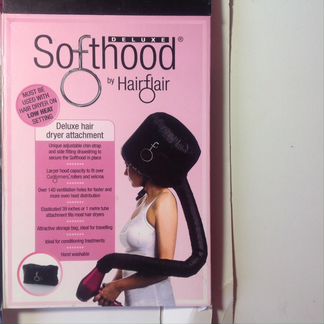 DELUXE
Softhood®
by Hairflair
MUST BE
USED WITH
HAIR DRYER ON
LOW HEAT
SETTING
Deluxe hair
dryer attachment
Unique adjustable chin strap
and side fitting drawstring to
secure the Softhood in place
Larger hood capacity to fit over
Curlformers, rollers and velcros
Over 140 ventilation holes for faster and
more even heat distribution
Elasticated 39 inches or 1 metre tube
attachment fits most hair dryers
Attractive storage bag, ideal for travelling
Ideal for conditioning treatments
Hand washable